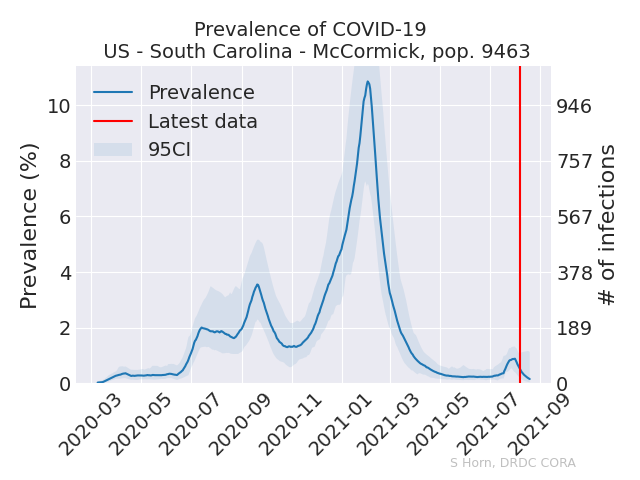 Prevalence of COVID-19
US - South Carolina - McCormick, pop. 9463
Prevalence
Latest data
95CI
Prevalence (%)
10
8
6
4
2
0
946
757
567
378
189
0
# of infections
2020-03
2020-05
2020-07
2020-09
2020-11
2021-01
2021-03
2021-05
2021-07
2021-09
S Horn, DRDC CORA